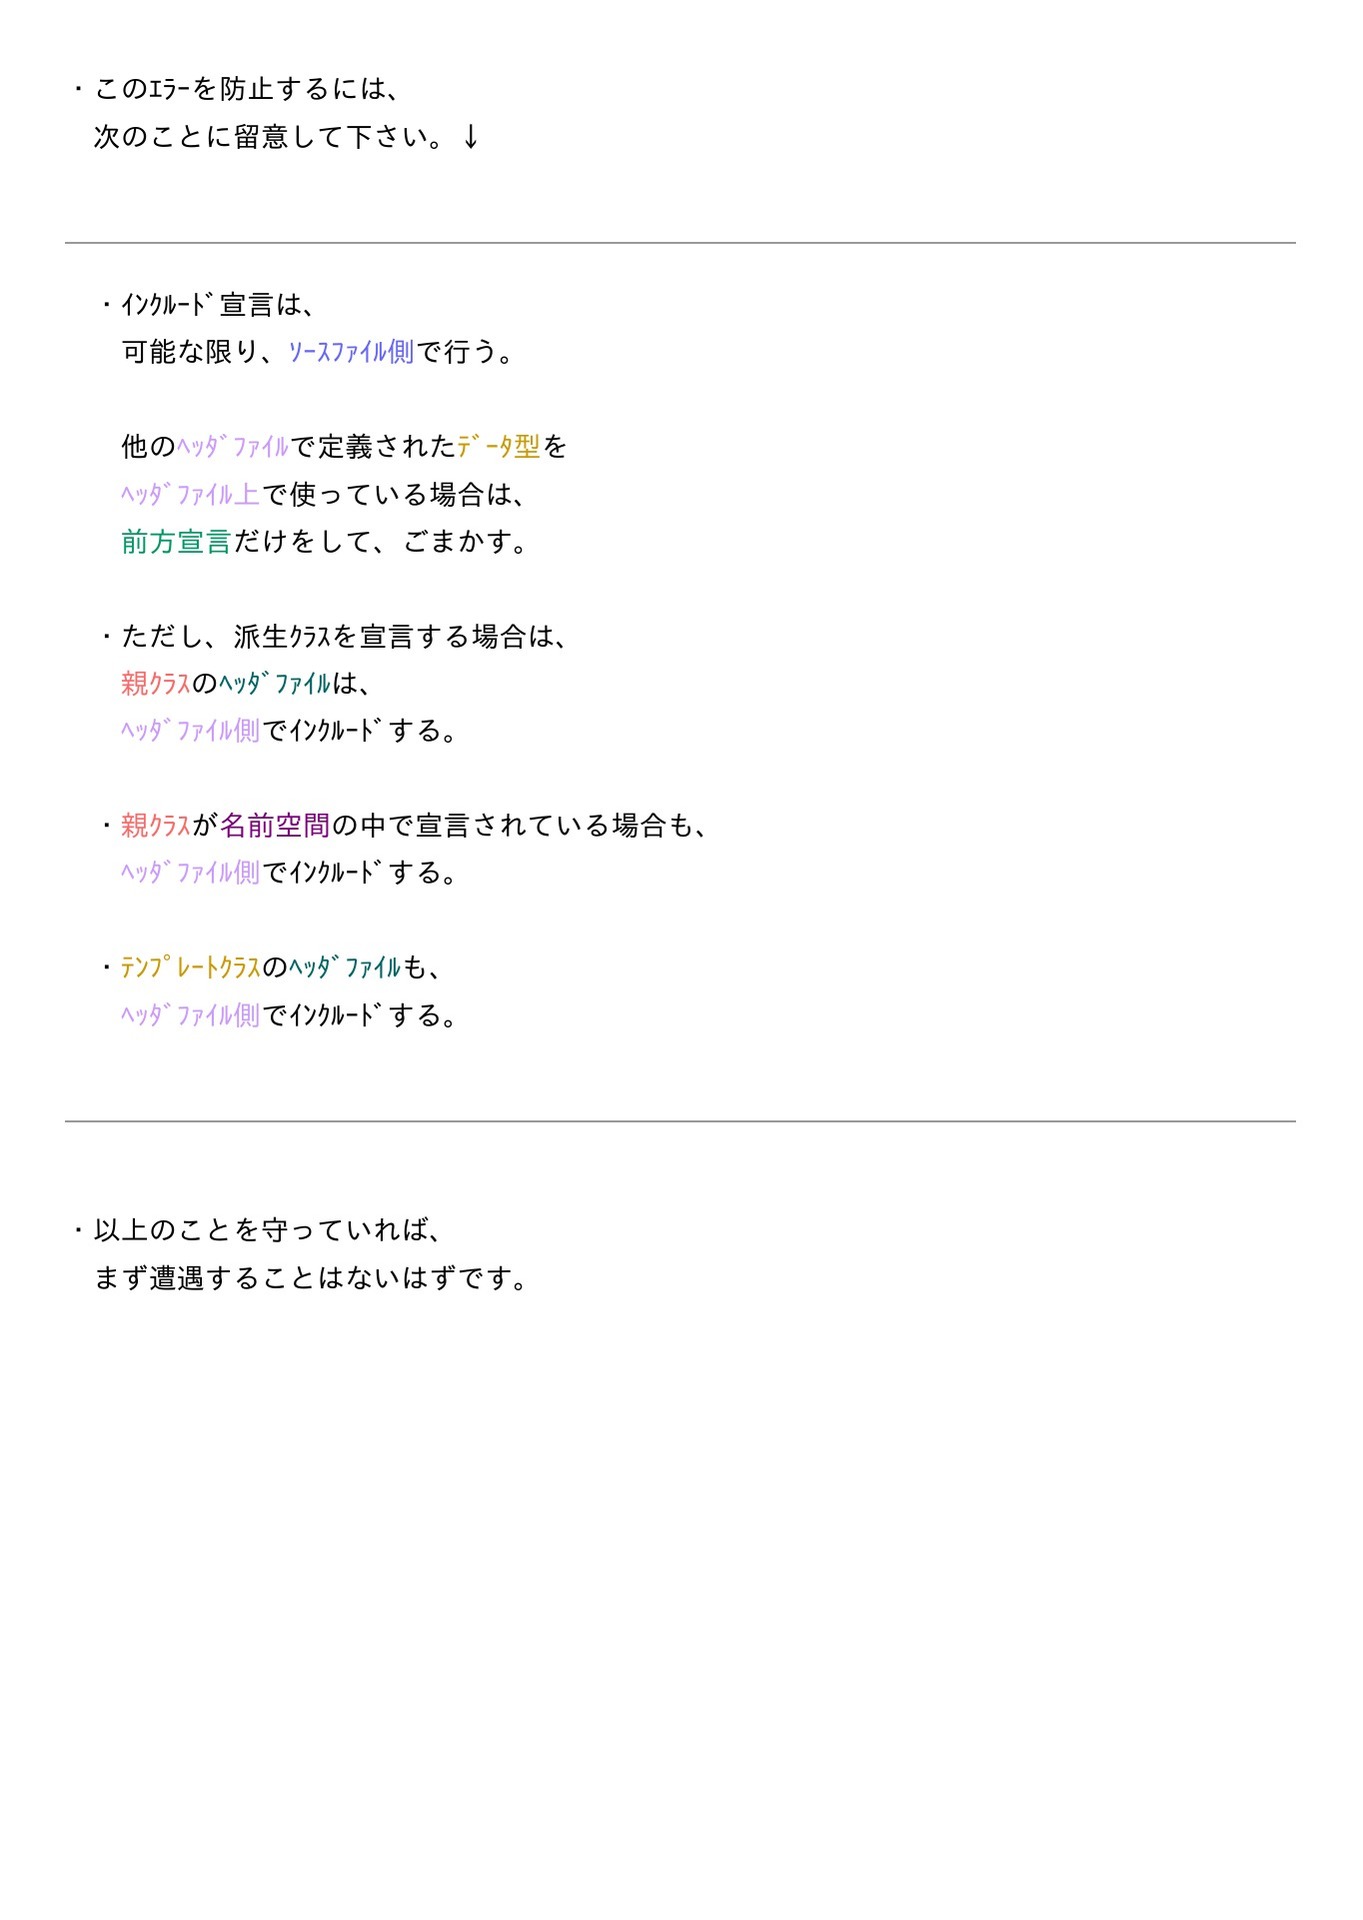 ・このｴﾗｰを防止するには、
次のことに留意して下さい。↓
・ｲﾝｸﾙｰﾄﾞ宣言は、
可能な限り、ｿｰｽﾌｧｲﾙ側で行う。
他のﾍｯﾀﾞﾌｧｲﾙで定義されたﾃﾞｰﾀ型を
ﾍｯﾀﾞﾌｧｲﾙ上で使っている場合は、
前方宣言だけをして、ごまかす。
・ただし、派生ｸﾗｽを宣言する場合は、
親ｸﾗｽのﾍｯﾀﾞﾌｧｲﾙは、
ﾍｯﾀﾞﾌｧｲﾙ側でｲﾝｸﾙｰﾄﾞする。
・親ｸﾗｽが名前空間の中で宣言されている場合も、
ﾍｯﾀﾞﾌｧｲﾙ側でｲﾝｸﾙｰﾄﾞする。
・ﾃﾝﾌﾟﾚｰﾄｸﾗｽのﾍｯﾀﾞﾌｧｲﾙも、
ﾍｯﾀﾞﾌｧｲﾙ側でｲﾝｸﾙｰﾄﾞする。
・以上のことを守っていれば、
まず遭遇することはないはずです。